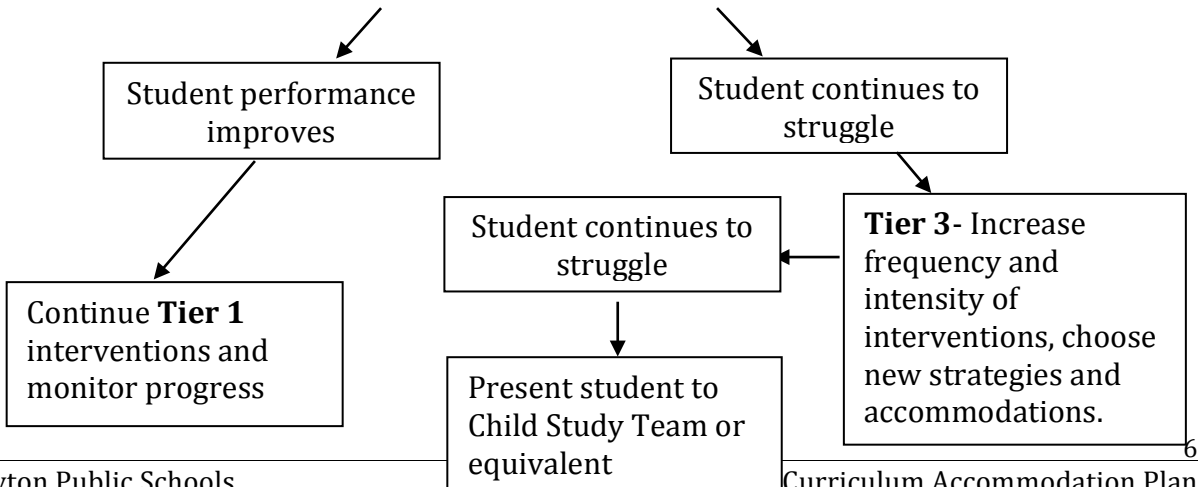 Student performance
improves
Student continues to
struggle
Student continues to
struggle
Tier 3- Increase
frequency and
intensity of
interventions, choose
new strategies and
accommodations.
Continue Tier 1
interventions and
monitor progress
Present student to
Child Study Team or
equivalent
6
Public Schools
Curriculum Accommodation Plan